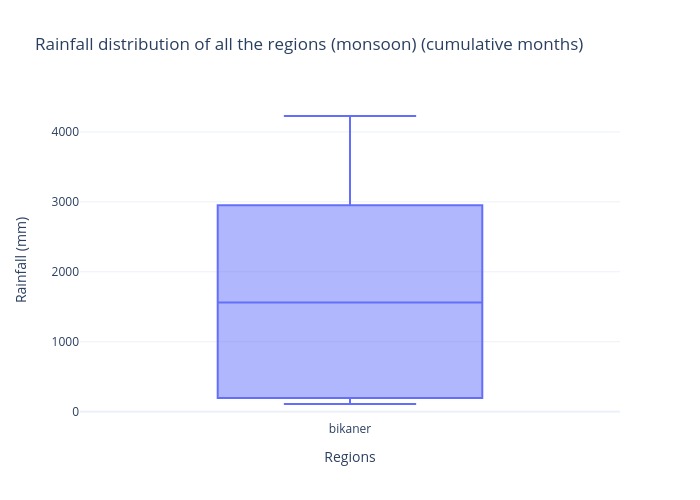 Rainfall distribution of all the regions (monsoon) (cumulative months)
4000
3000
2000
1000
0
Rainfall (mm)
bikaner
Regions